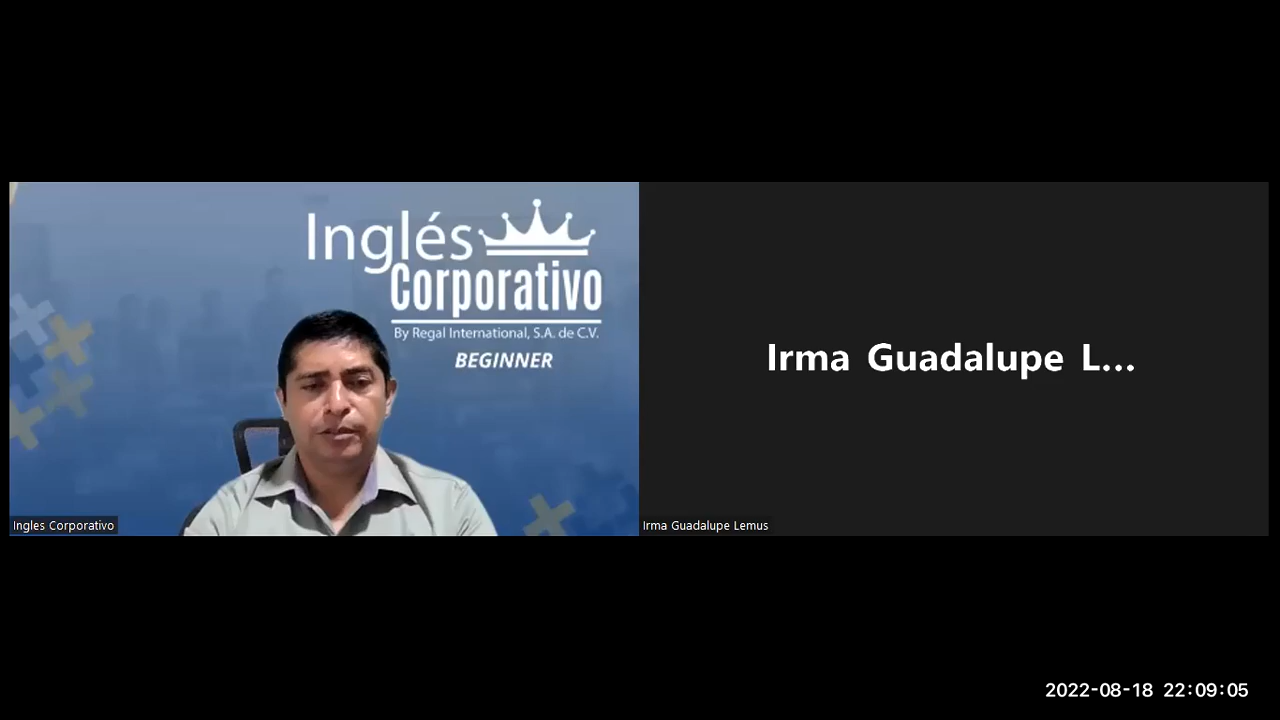 Inglés
Corporativo
By Regal International, S.A. de C.V.
BEGINNER
Ingles Corporativo
Irma Guadalupe L...
Irma Guadalupe Lemus
2022-08-18 22:09:05